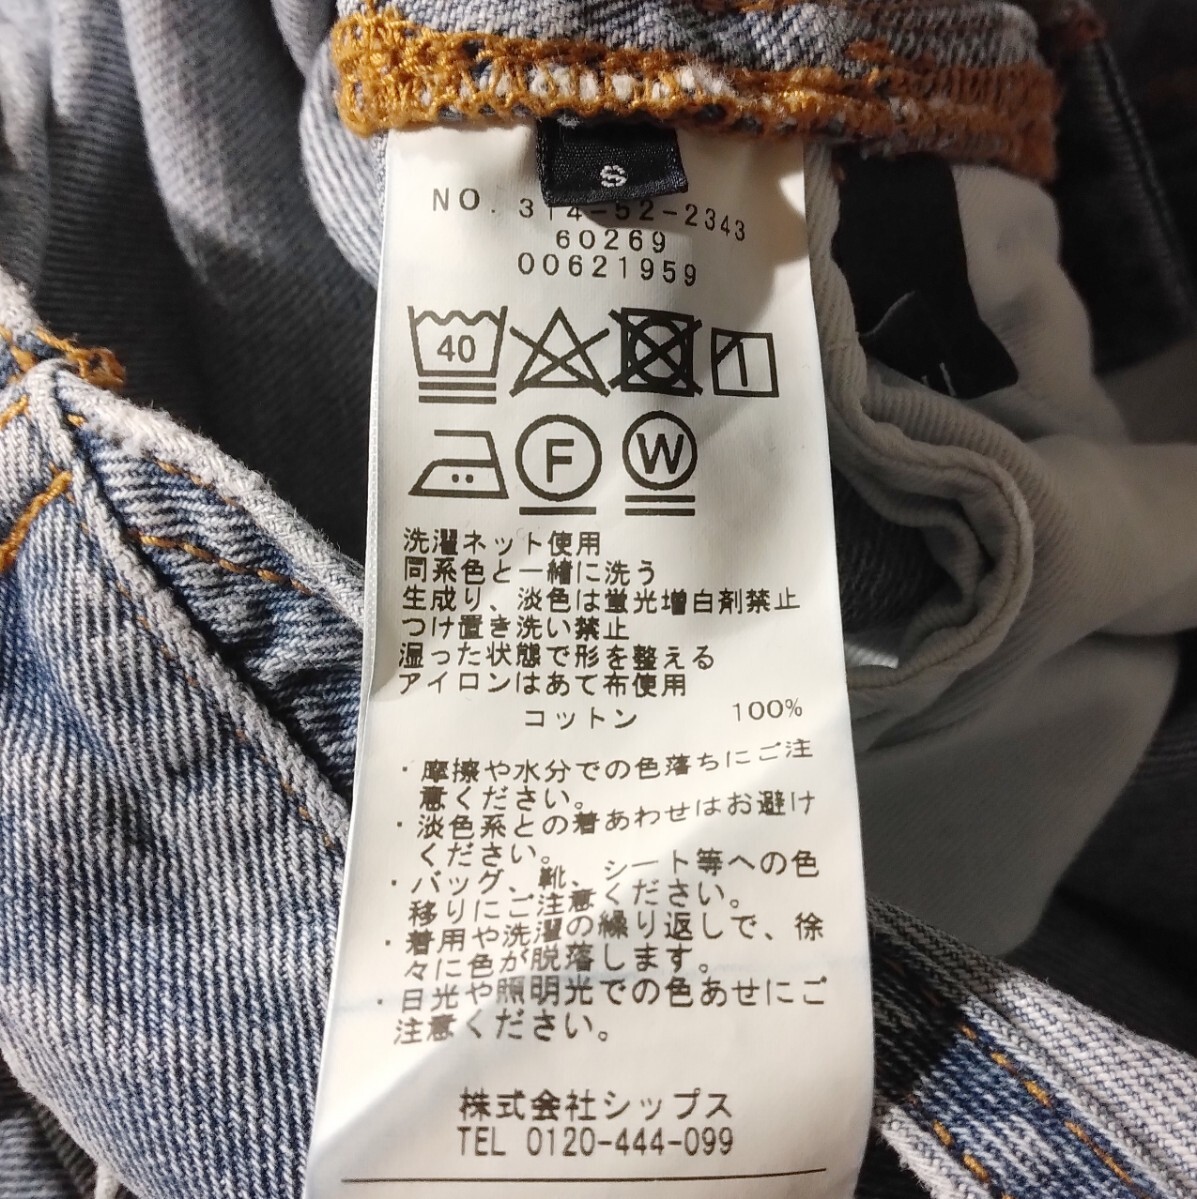 S
NO. 314-52-2343
60269
00621959
40
F W
洗濯ネット使用
同系色と一緒に洗う
生成り、淡色は蛍光増白剤禁止
つけ置き洗い禁止
湿った状態で形を整える
アイロンはあて布使用
コットン 100%
・摩擦や水分での色落ちにご注
意ください。
・淡色系との着あわせはお避け
ください。
・バッグ、靴、シート等への色
移りにご注意ください。
・着用や洗濯の繰り返しで、徐
々に色が脱落します。
・日光や照明光での色あせにご
注意ください。
株式会社シップス
TEL 0120-444-099